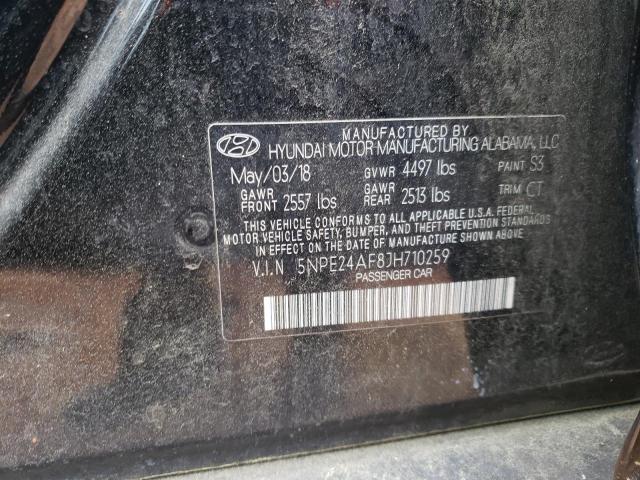 MANUFACTURED BY
HYUNDAI MOTOR MANUFACTURING ALABAMA, LLC
May/03/18 GVWR 4497 lbs PAINT S3
GAWR FRONT 2557 lbs GAWR REAR 2513 lbs TRIM CT
THIS VEHICLE CONFORMS TO ALL APPLICABLE U.S.A. FEDERAL
MOTOR VEHICLE SAFETY, BUMPER, AND THEFT PREVENTION STANDARDS
IN EFFECT ON THE DATE OF MANUFACTURE SHOWN ABOVE.
V.I.N 5NPE24AF8JH710259
PASSENGER CAR